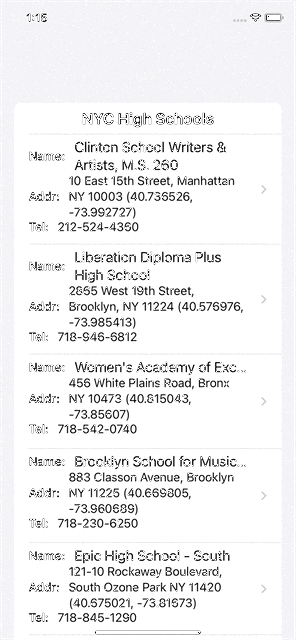 1:15
NYC High Schools
Name: Clinton School Writers &
Artists, M.S. 260
10 East 15th Street, Manhattan
Addr: NY 10003 (40.736526,
-73.992727)
Tel: 212-524-4360
Name: Liberation Diploma Plus
High School
2865 West 19th Street,
Addr: Brooklyn, NY 11224 (40.576976,
-73.985413)
Tel: 718-946-6812
Name: Women's Academy of Exc...
456 White Plains Road, Bronx
Addr: NY 10473 (40.815043,
-73.85607)
Tel: 718-542-0740
Name: Brooklyn School for Music...
883 Classon Avenue, Brooklyn
Addr: NY 11225 (40.669805,
-73.960689)
Tel: 718-230-6250
Name: Epic High School - South
121-10 Rockaway Boulevard,
Addr: South Ozone Park NY 11420
(40.675021, -73.81673)
Tel: 718-845-1290